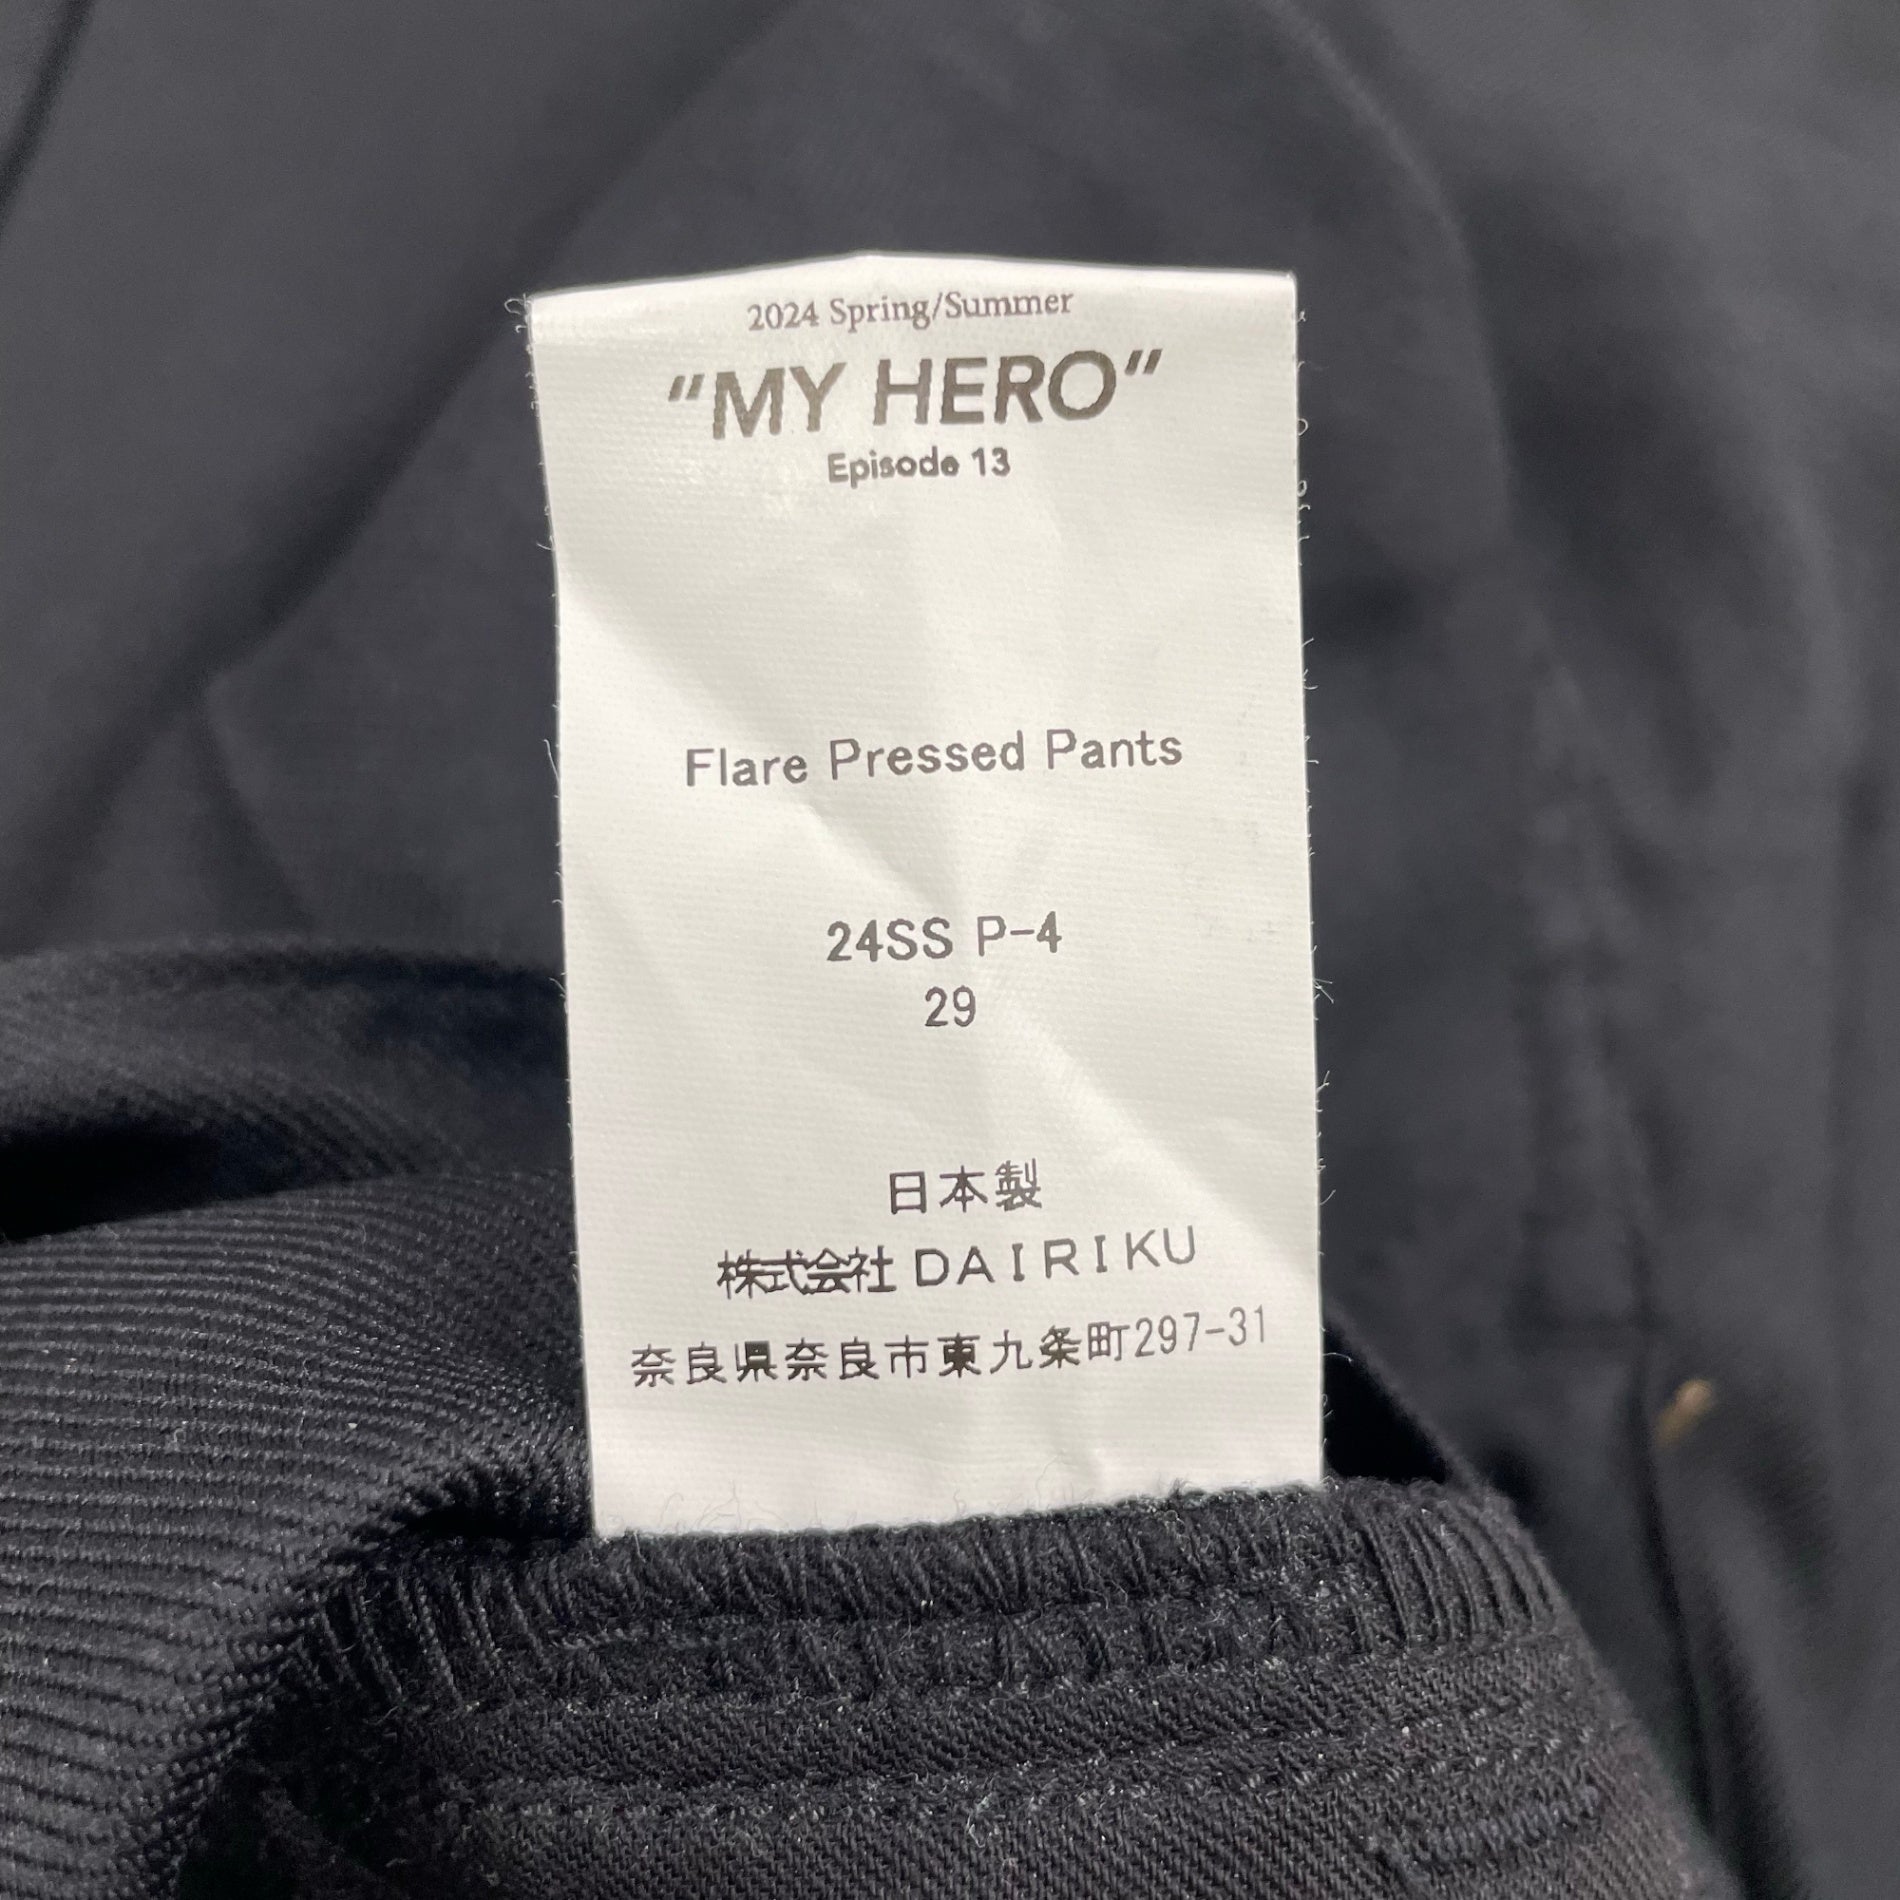 2024 Spring/Summer
"MY HERO"
Episode 13
Flare Pressed Pants
24SS P-4
29
日本製
株式会社 DAIRIKU
奈良県奈良市東九条町297-31